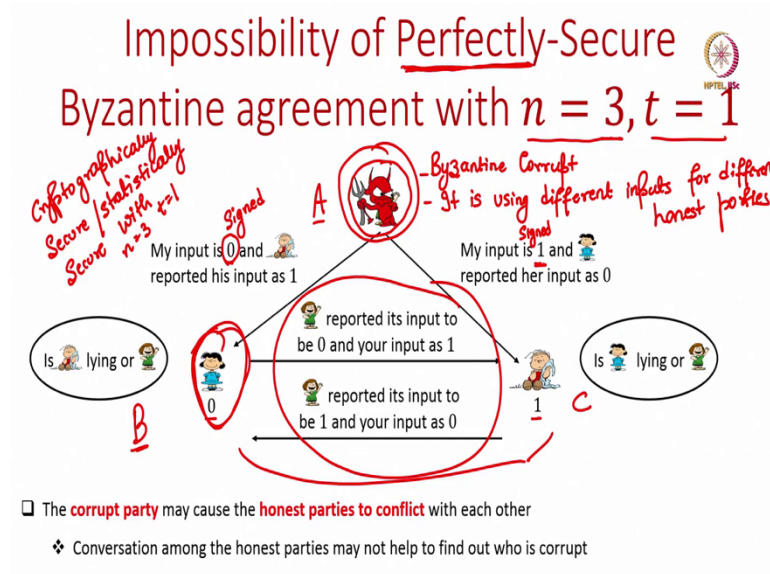 Impossibility of Perfectly-Secure
Byzantine agreement with n = 3, t = 1
NPTEL, IISc
Cryptographically
Secure / statistically
Secure with
n=3 t=1
A
- Byzantine Corrupt
- It is using different inputs for different
honest parties
Signed
My input is 0 and
reported his input as 1
Signed
My input is 1 and
reported her input as 0
reported its input to
be 0 and your input as 1
Is lying or
0
B
reported its input to
be 1 and your input as 0
1
C
Is lying or
❑ The corrupt party may cause the honest parties to conflict with each other
❖ Conversation among the honest parties may not help to find out who is corrupt